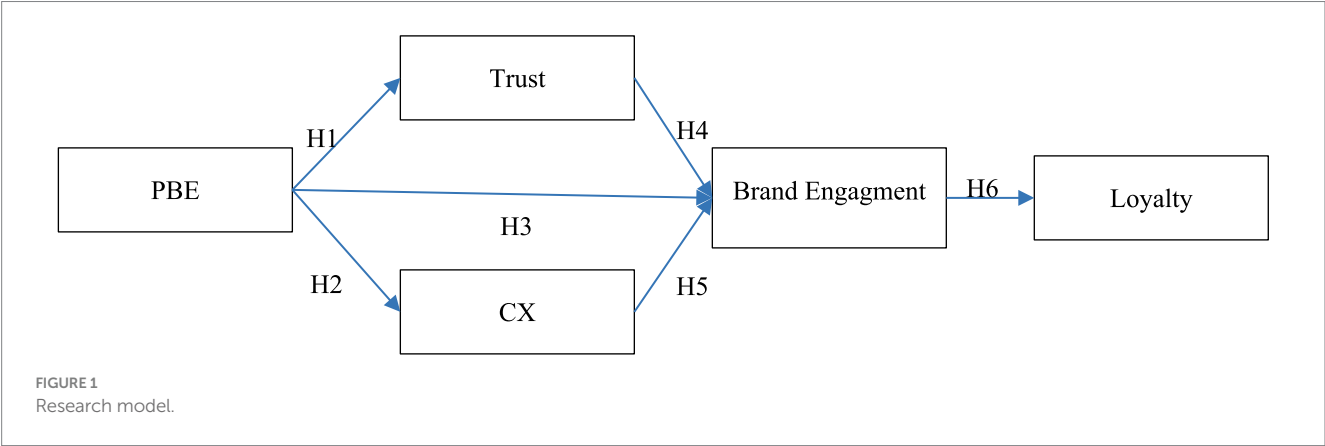 Trust
H1
H4
PBE
Brand Engagment
H6
Loyalty
H3
H2
H5
CX
FIGURE 1
Research model.